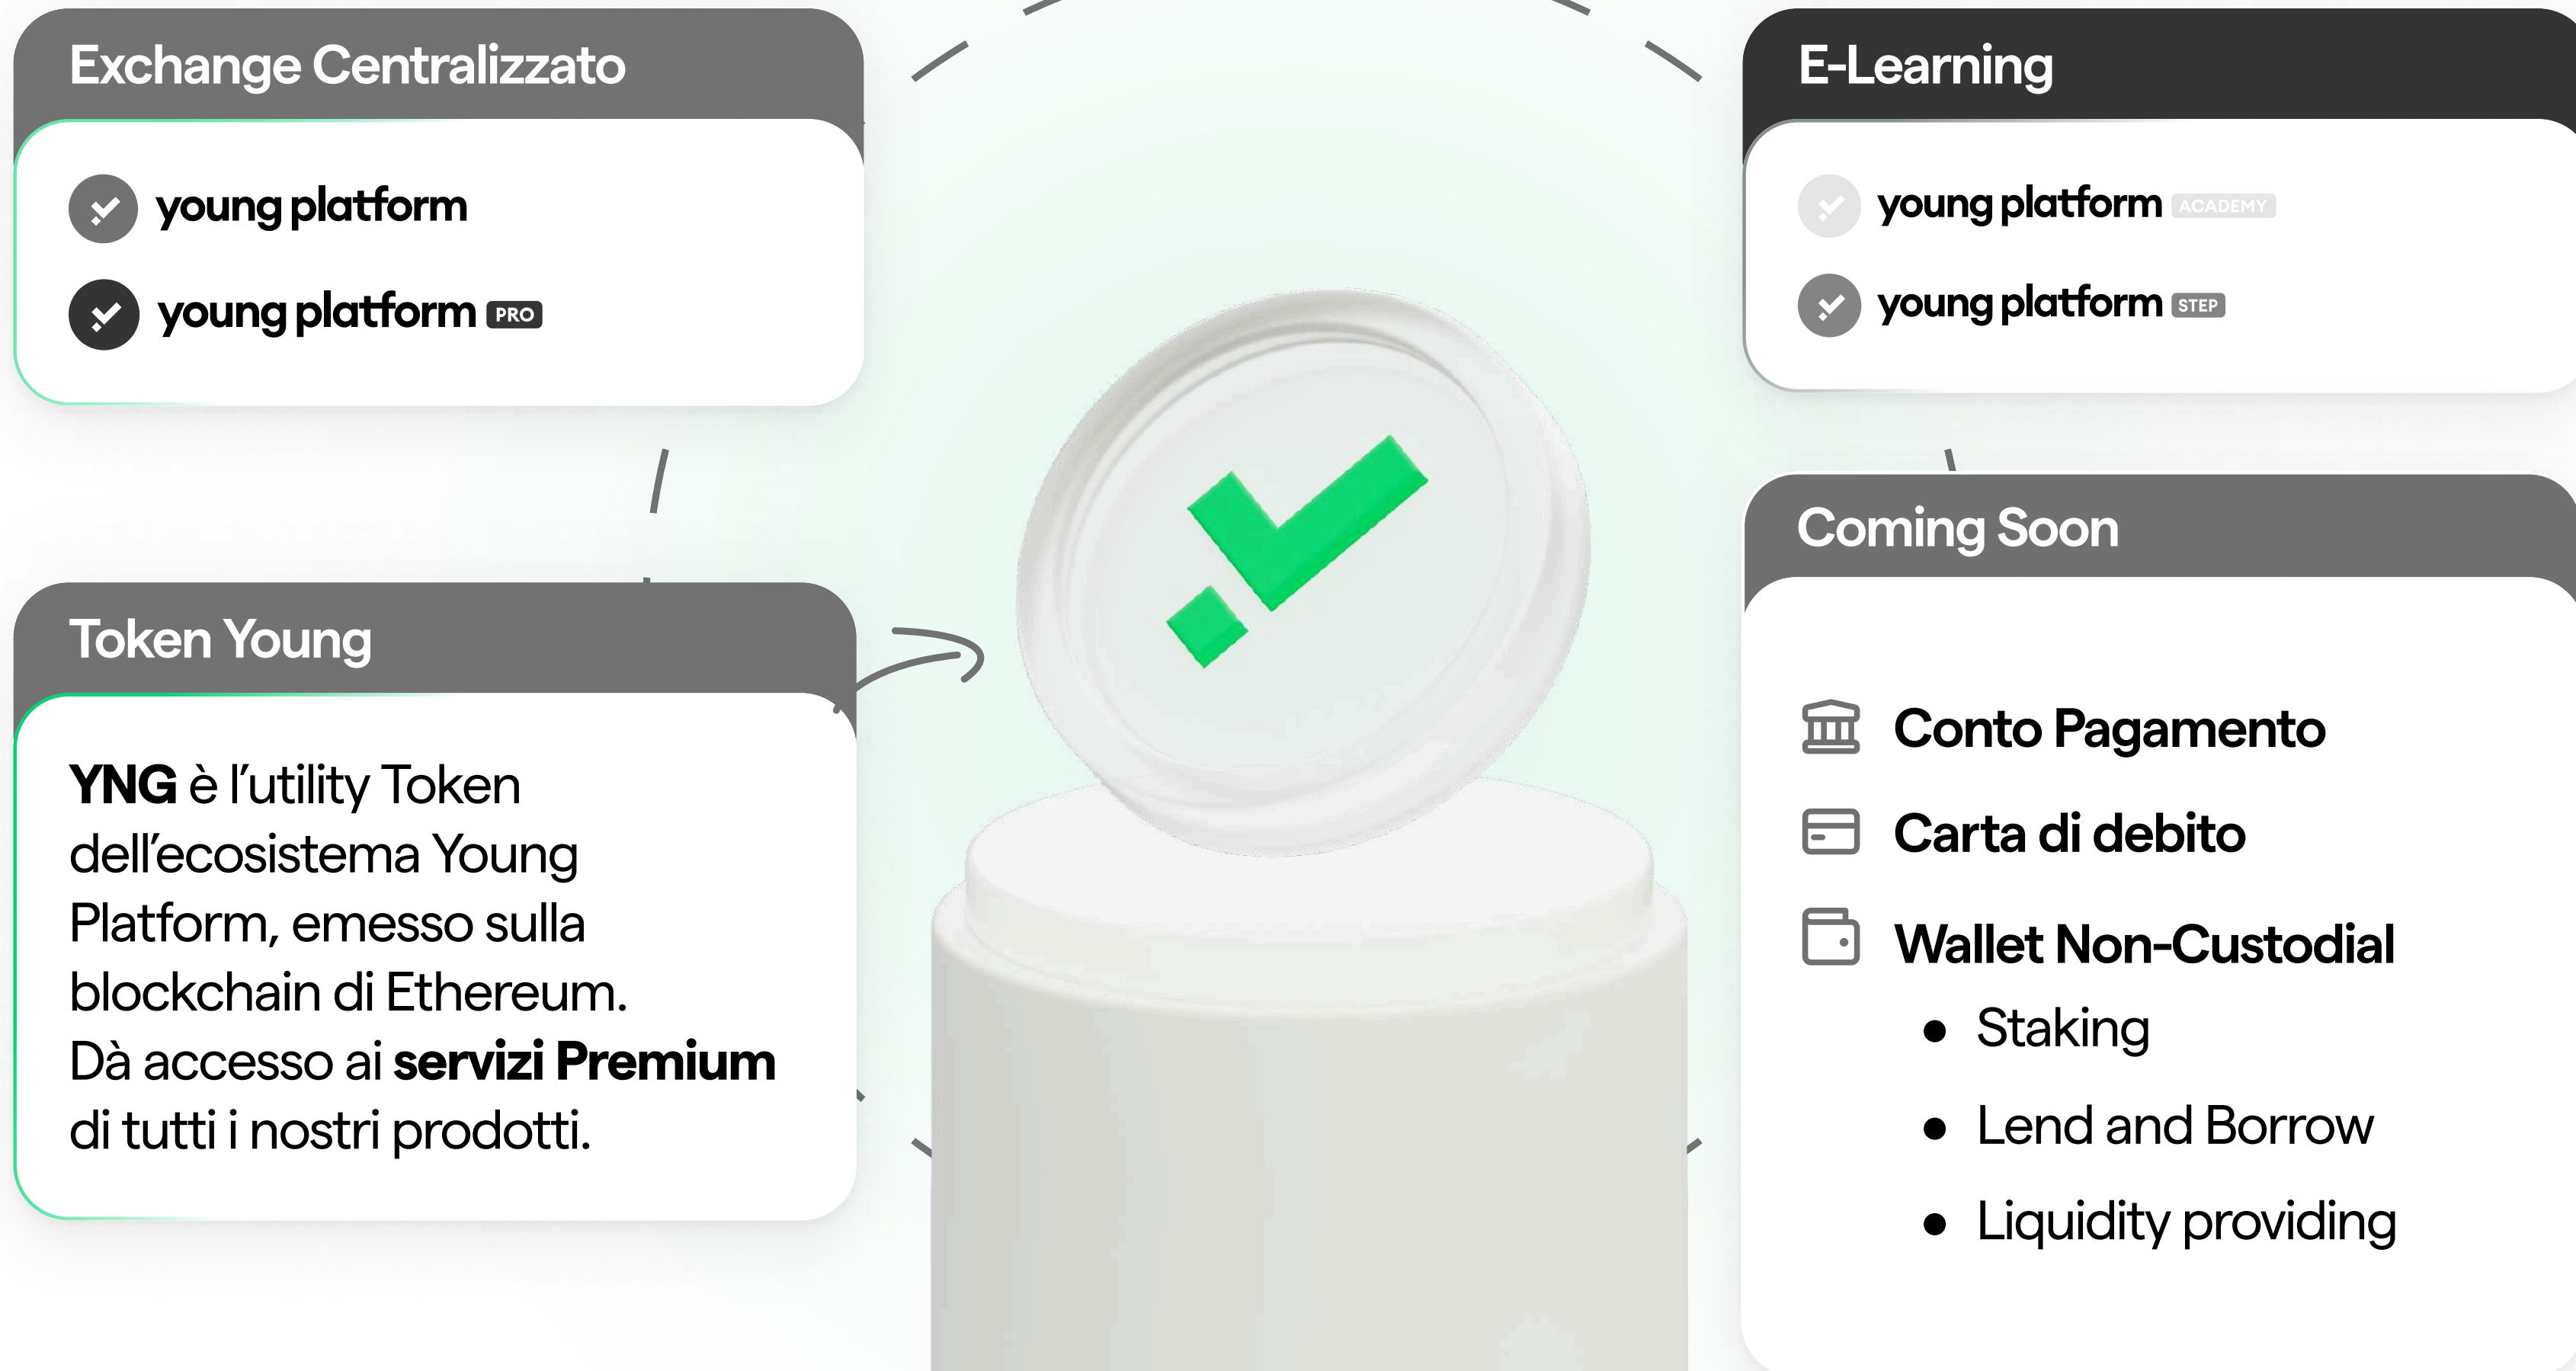 Exchange Centralizzato
young platform
young platform PRO
Token Young
YNG è l'utility Token
dell'ecosistema Young
Platform, emesso sulla
blockchain di Ethereum.
Dà accesso ai servizi Premium
di tutti i nostri prodotti.
E-Learning
young platform ACADEMY
young platform STEP
Coming Soon
Conto Pagamento
Carta di debito
Wallet Non-Custodial
● Staking
● Lend and Borrow
● Liquidity providing